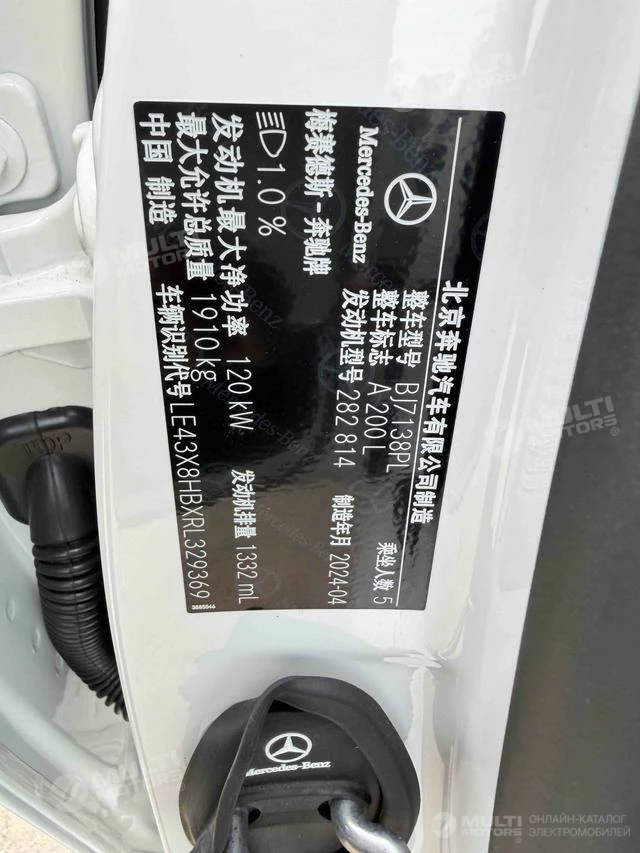 北京奔驰汽车有限公司制造
Mercedes-Benz
梅赛德斯-奔驰牌
整车型号 BJ7138PL
整车标志 A 200 L
发动机型号 282 814
乘坐人数 5
制造年月 2024-04
1.0 %
发动机最大净功率 120 kW
发动机排量 1332 mL
最大允许总质量 1910 kg
中国 制造
车辆识别代号 LE43X8HBXRL329369
3885546
Mercedes-Benz
MULTI MOTORS
ОНЛАЙН-КАТАЛОГ
ЭЛЕКТРОМОБИЛЕЙ